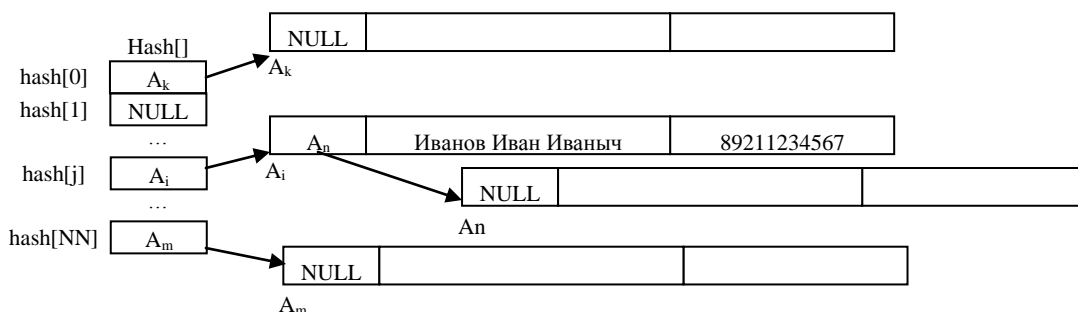 NULL
Hash[]
A_k
hash[0] A_k
hash[1] NULL
...
A_n Иванов Иван Иваныч 89211234567
hash[j] A_i
A_i
NULL
...
An
hash[NN] A_m
NULL
A_m